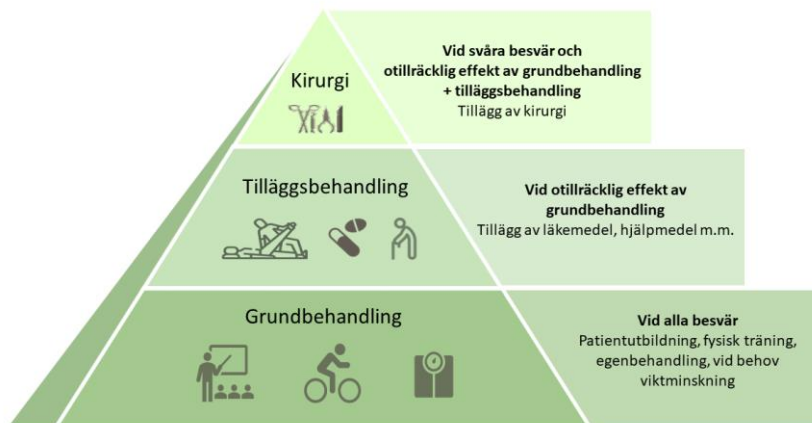 Kirurgi
Vid svåra besvär och
otillräcklig effekt av grundbehandling
+ tilläggsbehandling
Tillägg av kirurgi
Tilläggsbehandling
Vid otillräcklig effekt av
grundbehandling
Tillägg av läkemedel, hjälpmedel m.m.
Grundbehandling
Vid alla besvär
Patientutbildning, fysisk träning,
egenbehandling, vid behov
viktminskning